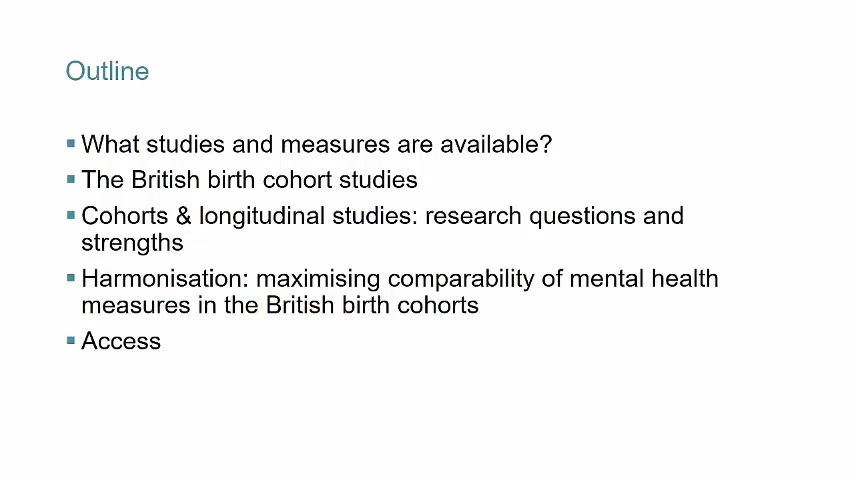 Outline
What studies and measures are available?
The British birth cohort studies
Cohorts & longitudinal studies: research questions and
strengths
Harmonisation: maximising comparability of mental health
measures in the British birth cohorts
Access